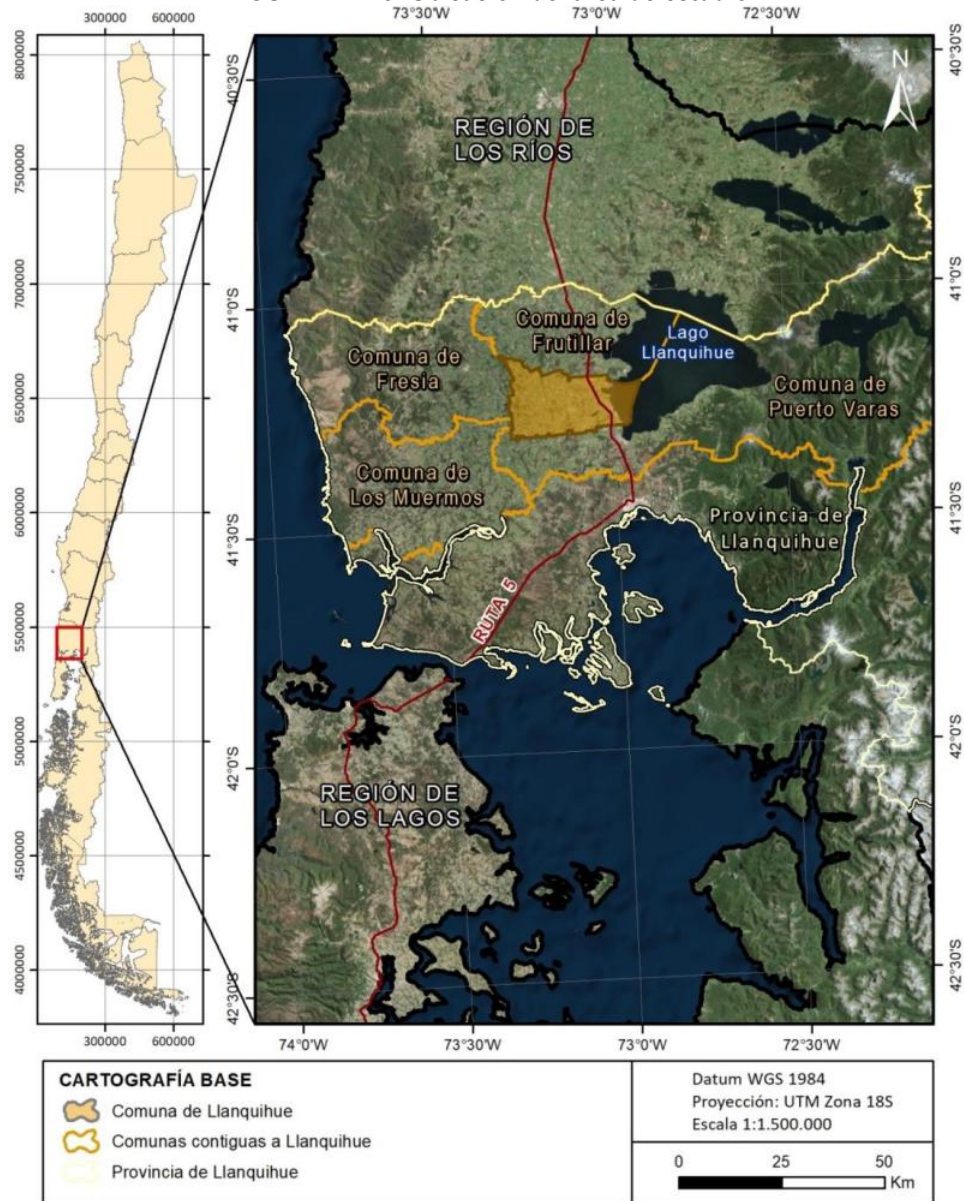 300000 600000
73°30'W 73°0'W 72°30'W
8000000
7500000
7000000
6500000
6000000
5500000
5000000
4500000
4000000
300000 600000
40°30'S
41°0'S
41°30'S
42°0'S
42°30'S
40°30'S
41°0'S
41°30'S
42°0'S
42°30'S
N
REGIÓN DE
LOS RÍOS
Comuna de
Frutillar
Lago
Llanquihue
Comuna de
Fresia
Comuna de
Puerto Varas
Comuna de
Los Muermos
Provincia de
Llanquihue
RUTA 5
REGIÓN DE
LOS LAGOS
74°0'W 73°30'W 73°0'W 72°30'W
CARTOGRAFÍA BASE
Comuna de Llanquihue
Comunas contiguas a Llanquihue
Provincia de Llanquihue
Datum WGS 1984
Proyección: UTM Zona 18S
Escala 1:1.500.000
0 25 50
Km